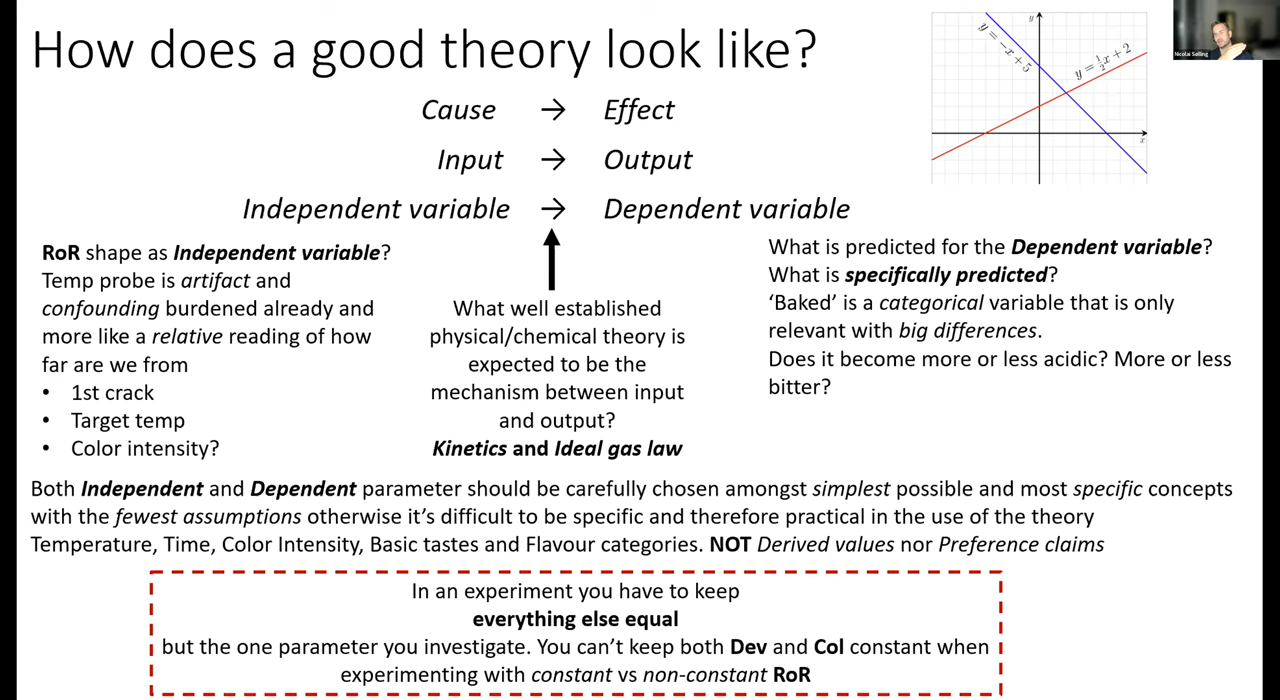 How does a good theory look like?
Cause → Effect
Input → Output
Independent variable → Dependent variable
y
y = -x + 5
y = ½x + 2
x
Nicolai Selling
RoR shape as Independent variable?
Temp probe is artifact and
confounding burdened already and
more like a relative reading of how
far are we from
• 1st crack
• Target temp
• Color intensity?
What well established
physical/chemical theory is
expected to be the
mechanism between input
and output?
Kinetics and Ideal gas law
What is predicted for the Dependent variable?
What is specifically predicted?
‘Baked’ is a categorical variable that is only
relevant with big differences.
Does it become more or less acidic? More or less
bitter?
Both Independent and Dependent parameter should be carefully chosen amongst simplest possible and most specific concepts
with the fewest assumptions otherwise it’s difficult to be specific and therefore practical in the use of the theory
Temperature, Time, Color Intensity, Basic tastes and Flavour categories. NOT Derived values nor Preference claims
In an experiment you have to keep
everything else equal
but the one parameter you investigate. You can’t keep both Dev and Col constant when
experimenting with constant vs non-constant RoR